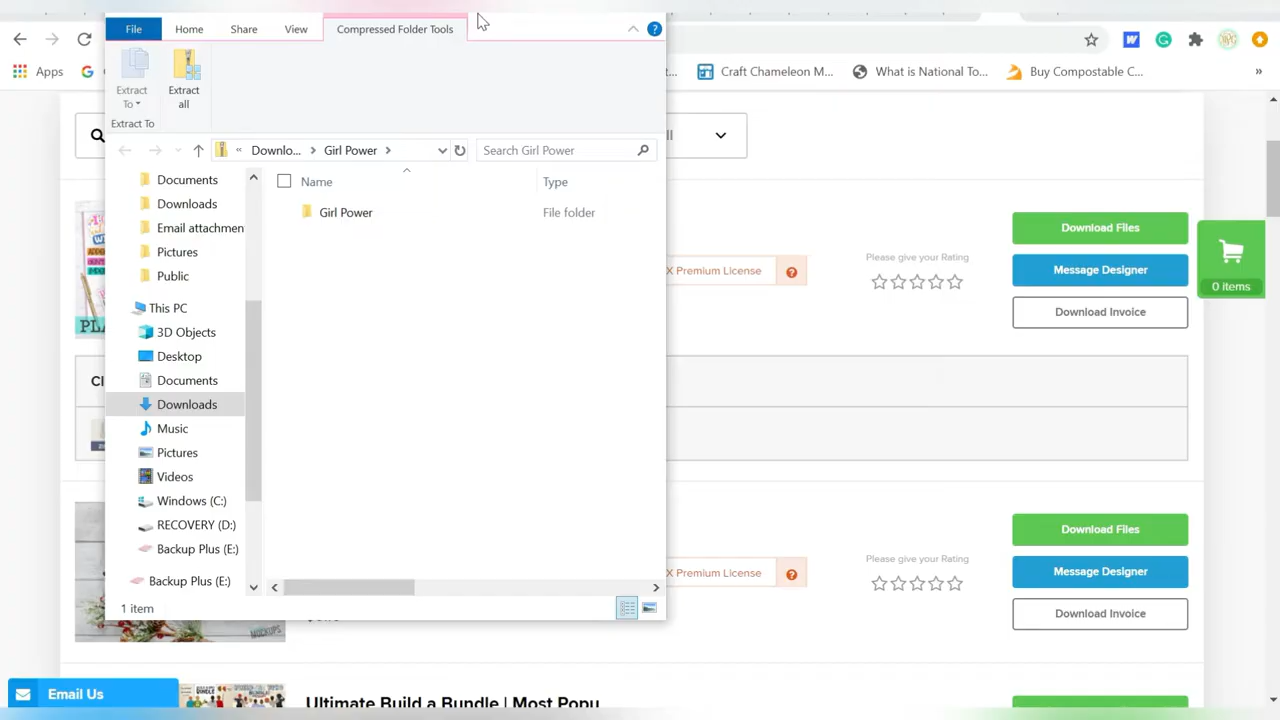 File
Home
Share
View
Compressed Folder Tools
Extract To
Extract all
Extract To
Apps
Craft Chameleon M...
What is National To...
Buy Compostable C...
»
« Downlo... > Girl Power >
Search Girl Power
Name
Type
Girl Power
File folder
Documents
Downloads
Email attachmen
Pictures
Public
This PC
3D Objects
Desktop
Documents
Downloads
Music
Pictures
Videos
Windows (C:)
RECOVERY (D:)
Backup Plus (E:)
Backup Plus (E:)
1 item
X Premium License
?
Please give your Rating
Download Files
Message Designer
Download Invoice
0 items
X Premium License
?
Please give your Rating
Download Files
Message Designer
Download Invoice
MOCKUPS
Ultimate Build a Bundle | Most Popu
Email Us